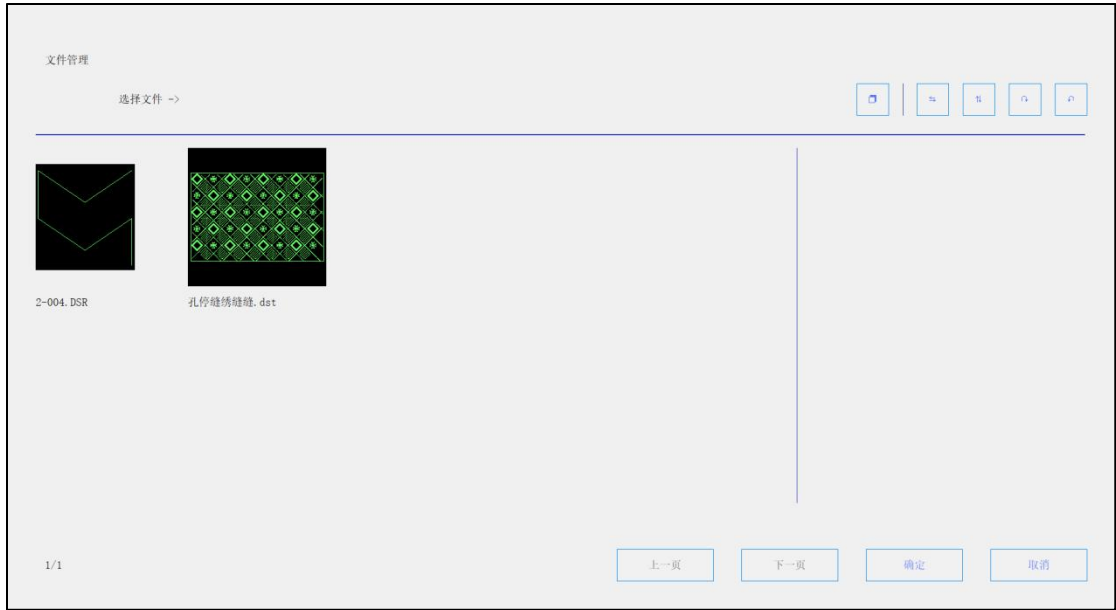 文件管理
选择文件 ->
2-004.DSR
孔停缝绣缝缝.dst
1/1
上一页
下一页
确定
取消